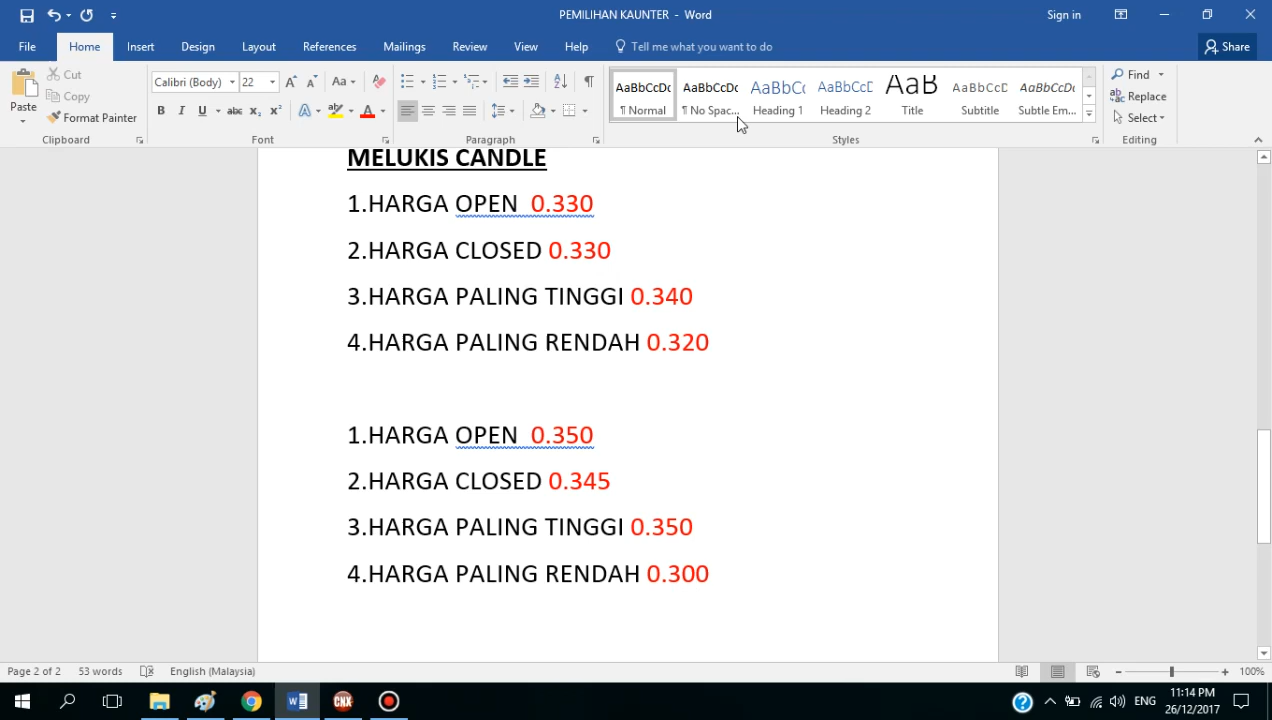 PEMILIHAN KAUNTER - Word
Sign in
File Home Insert Design Layout References Mailings Review View Help Tell me what you want to do Share
Paste
Cut
Copy
Format Painter
Calibri (Body) 22
Clipboard Font Paragraph Styles Editing
AaBbCcDc AaBbCcDc AaBbCc AaBbCcD AaB AaBbCcD AaBbCcDc
¶ Normal ¶ No Spac... Heading 1 Heading 2 Title Subtitle Subtle Em...
Find
Replace
Select
MELUKIS CANDLE
1.HARGA OPEN 0.330
2.HARGA CLOSED 0.330
3.HARGA PALING TINGGI 0.340
4.HARGA PALING RENDAH 0.320
1.HARGA OPEN 0.350
2.HARGA CLOSED 0.345
3.HARGA PALING TINGGI 0.350
4.HARGA PALING RENDAH 0.300
Page 2 of 2 53 words English (Malaysia) 100%
CNX
ENG
11:14 PM
26/12/2017